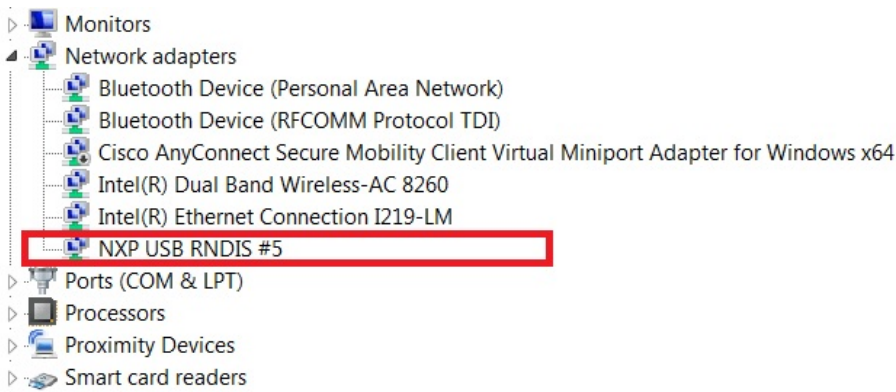 Monitors
Network adapters
Bluetooth Device (Personal Area Network)
Bluetooth Device (RFCOMM Protocol TDI)
Cisco AnyConnect Secure Mobility Client Virtual Miniport Adapter for Windows x64
Intel(R) Dual Band Wireless-AC 8260
Intel(R) Ethernet Connection I219-LM
NXP USB RNDIS #5
Ports (COM & LPT)
Processors
Proximity Devices
Smart card readers